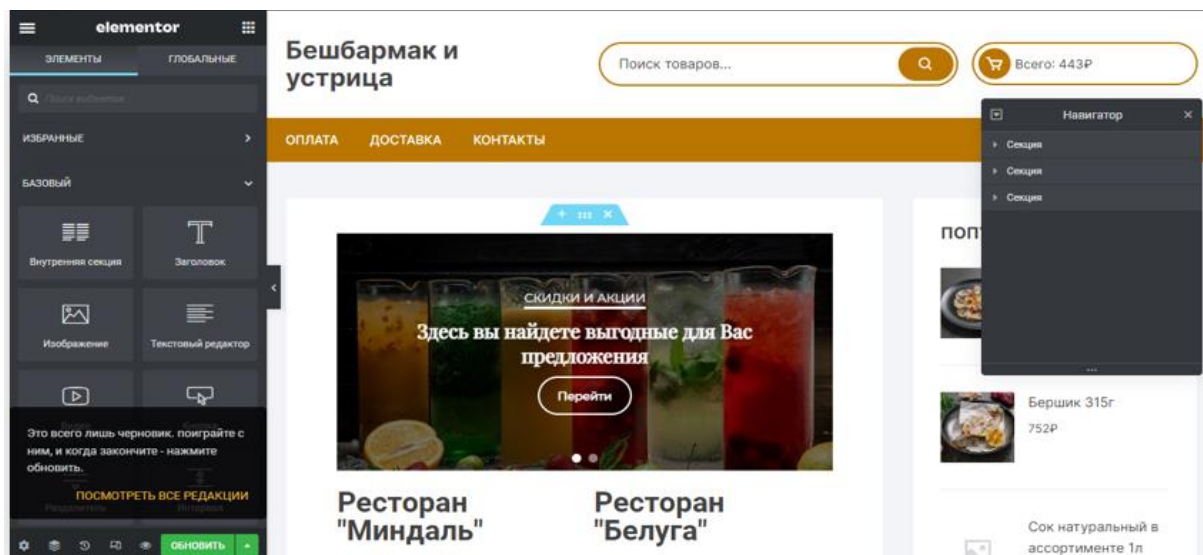 elementor
ЭЛЕМЕНТЫ
ГЛОБАЛЬНЫЕ
ИЗБРАННЫЕ
БАЗОВЫЙ
Внутренняя секция
Заголовок
Изображение
Текстовый редактор
Это всего лишь черновик. поиграйте с
ним, и когда закончите - нажмите
обновить.
ПОСМОТРЕТЬ ВСЕ РЕДАКЦИИ
ОБНОВИТЬ
Бешбармак и
устрица
Поиск товаров...
Всего: 443₽
ОПЛАТА
ДОСТАВКА
КОНТАКТЫ
Навигатор
Секция
Секция
Секция
СКИДКИ И АКЦИИ
Здесь вы найдете выгодные для Вас
предложения
Перейти
Ресторан
"Миндаль"
Ресторан
"Белуга"
Бершик 315г
752₽
Сок натуральный в
ассортименте 1л